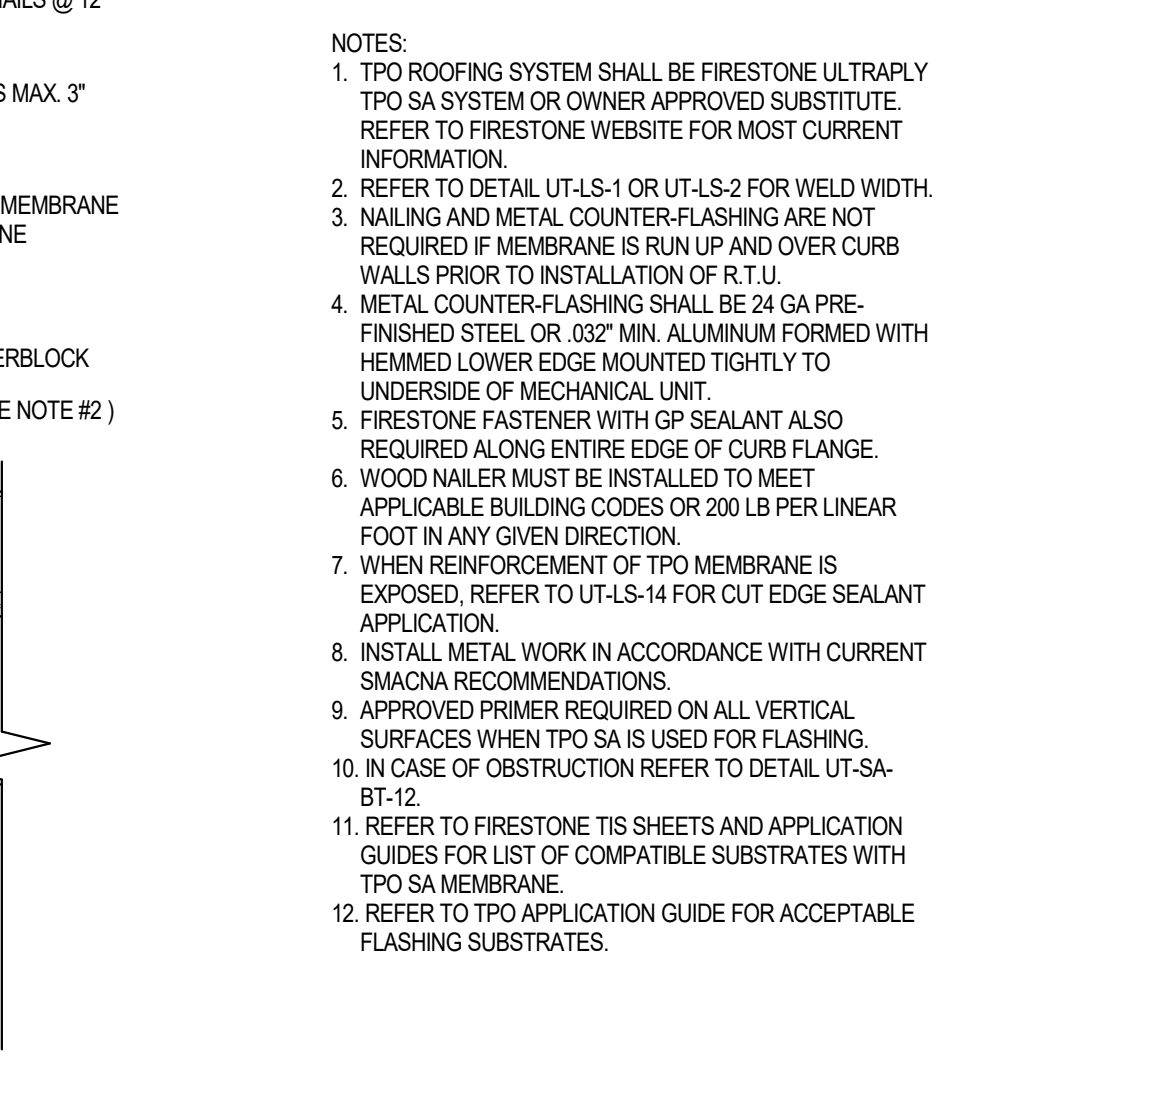 @ 12
MAX. 3"
MEMBRANE
E NOTE #2 )
NOTES:
1. TPO ROOFING SYSTEM SHALL BE FIRESTONE ULTRAPLY
TPO SA SYSTEM OR OWNER APPROVED SUBSTITUTE.
REFER TO FIRESTONE WEBSITE FOR MOST CURRENT
INFORMATION.
2. REFER TO DETAIL UT-LS-1 OR UT-LS-2 FOR WELD WIDTH.
3. NAILING AND METAL COUNTER-FLASHING ARE NOT
REQUIRED IF MEMBRANE IS RUN UP AND OVER CURB
WALLS PRIOR TO INSTALLATION OF R.T.U.
4. METAL COUNTER-FLASHING SHALL BE 24 GA PRE-
FINISHED STEEL OR .032" MIN. ALUMINUM FORMED WITH
HEMMED LOWER EDGE MOUNTED TIGHTLY TO
UNDERSIDE OF MECHANICAL UNIT.
5. FIRESTONE FASTENER WITH GP SEALANT ALSO
REQUIRED ALONG ENTIRE EDGE OF CURB FLANGE.
6. WOOD NAILER MUST BE INSTALLED TO MEET
APPLICABLE BUILDING CODES OR 200 LB PER LINEAR
FOOT IN ANY GIVEN DIRECTION.
7. WHEN REINFORCEMENT OF TPO MEMBRANE IS
EXPOSED, REFER TO UT-LS-14 FOR CUT EDGE SEALANT
APPLICATION.
8. INSTALL METAL WORK IN ACCORDANCE WITH CURRENT
SMACNA RECOMMENDATIONS.
9. APPROVED PRIMER REQUIRED ON ALL VERTICAL
SURFACES WHEN TPO SA IS USED FOR FLASHING.
10. IN CASE OF OBSTRUCTION REFER TO DETAIL UT-SA-
BT-12.
11. REFER TO FIRESTONE TIS SHEETS AND APPLICATION
GUIDES FOR LIST OF COMPATIBLE SUBSTRATES WITH
TPO SA MEMBRANE.
12. REFER TO TPO APPLICATION GUIDE FOR ACCEPTABLE
FLASHING SUBSTRATES.